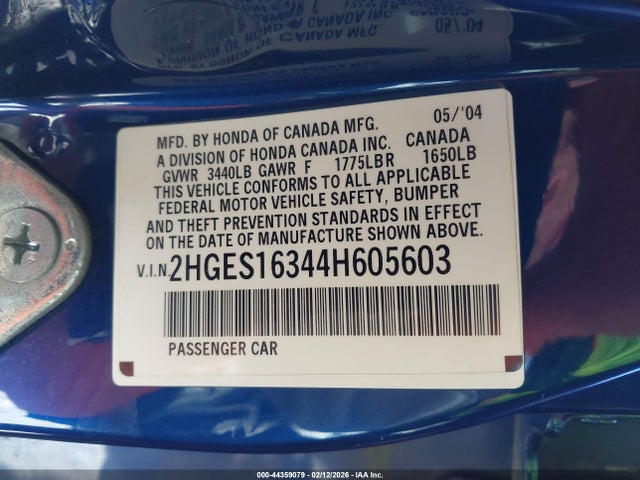 05/'04
MFD. BY HONDA OF CANADA MFG.
A DIVISION OF HONDA CANADA INC. CANADA
GVWR 3440LB GAWR F 1775LBR 1650LB
THIS VEHICLE CONFORMS TO ALL APPLICABLE
FEDERAL MOTOR VEHICLE SAFETY, BUMPER
AND THEFT PREVENTION STANDARDS IN EFFECT
ON THE DATE OF MANUFACTURE SHOWN ABOVE.
V.I.N. 2HGES16344H605603
PASSENGER CAR
000-44359079 - 02/12/2026 - IAA Inc.